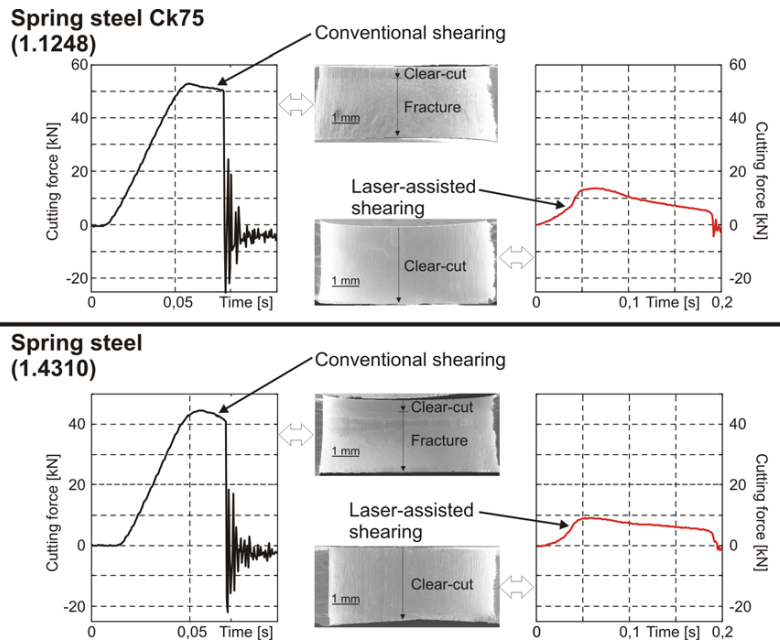 Spring steel Ck75
(1.1248)
Conventional shearing
60
40
20
0
-20
Cutting force [kN]
0
0,05
Time [s]
Clear-cut
Fracture
1 mm
Laser-assisted
shearing
Clear-cut
1 mm
60
40
20
0
-20
Cutting force [kN]
0
0,1
Time [s]
0,2
Spring steel
(1.4310)
Conventional shearing
40
20
0
-20
Cutting force [kN]
0
0,05
Time [s]
Clear-cut
Fracture
1 mm
Laser-assisted
shearing
Clear-cut
1 mm
40
20
0
-20
Cutting force [kN]
0
0,1
Time [s]
0,2